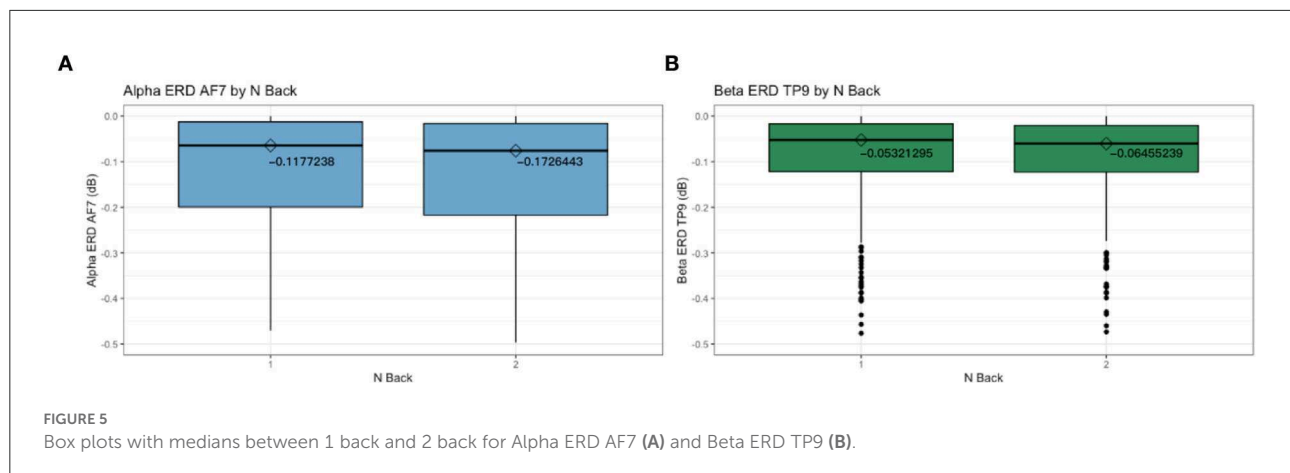 A
Alpha ERD AF7 by N Back
Alpha ERD AF7 (dB)
0.0
-0.1
-0.2
-0.3
-0.4
-0.5
−0.1177238
−0.1726443
1
2
N Back
B
Beta ERD TP9 by N Back
Beta ERD TP9 (dB)
0.0
-0.1
-0.2
-0.3
-0.4
-0.5
−0.05321295
−0.06455239
1
2
N Back
FIGURE 5
Box plots with medians between 1 back and 2 back for Alpha ERD AF7 (A) and Beta ERD TP9 (B).